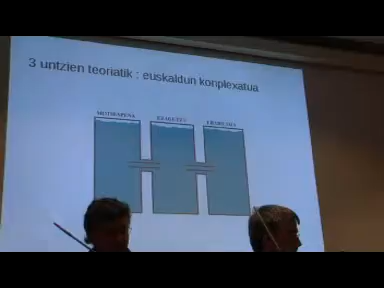 3 untzien teoriatik : euskaldun konplexatua
MOTIBAZIOA EZAGUTZA ERABILERA